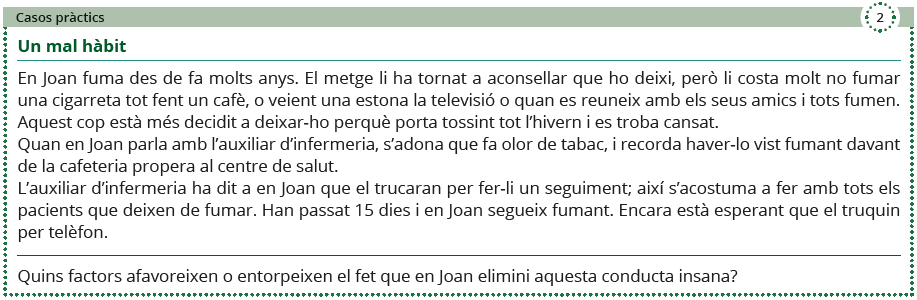 Casos pràctics
2
Un mal hàbit
En Joan fuma des de fa molts anys. El metge li ha tornat a aconsellar que ho deixi, però li costa molt no fumar
una cigarreta tot fent un cafè, o veient una estona la televisió o quan es reuneix amb els seus amics i tots fumen.
Aquest cop està més decidit a deixar-ho perquè porta tossint tot l’hivern i es troba cansat.
Quan en Joan parla amb l’auxiliar d’infermeria, s’adona que fa olor de tabac, i recorda haver-lo vist fumant davant
de la cafeteria propera al centre de salut.
L’auxiliar d’infermeria ha dit a en Joan que el trucaran per fer-li un seguiment; així s’acostuma a fer amb tots els
pacients que deixen de fumar. Han passat 15 dies i en Joan segueix fumant. Encara està esperant que el truquin
per telèfon.
Quins factors afavoreixen o entorpeixen el fet que en Joan elimini aquesta conducta insana?